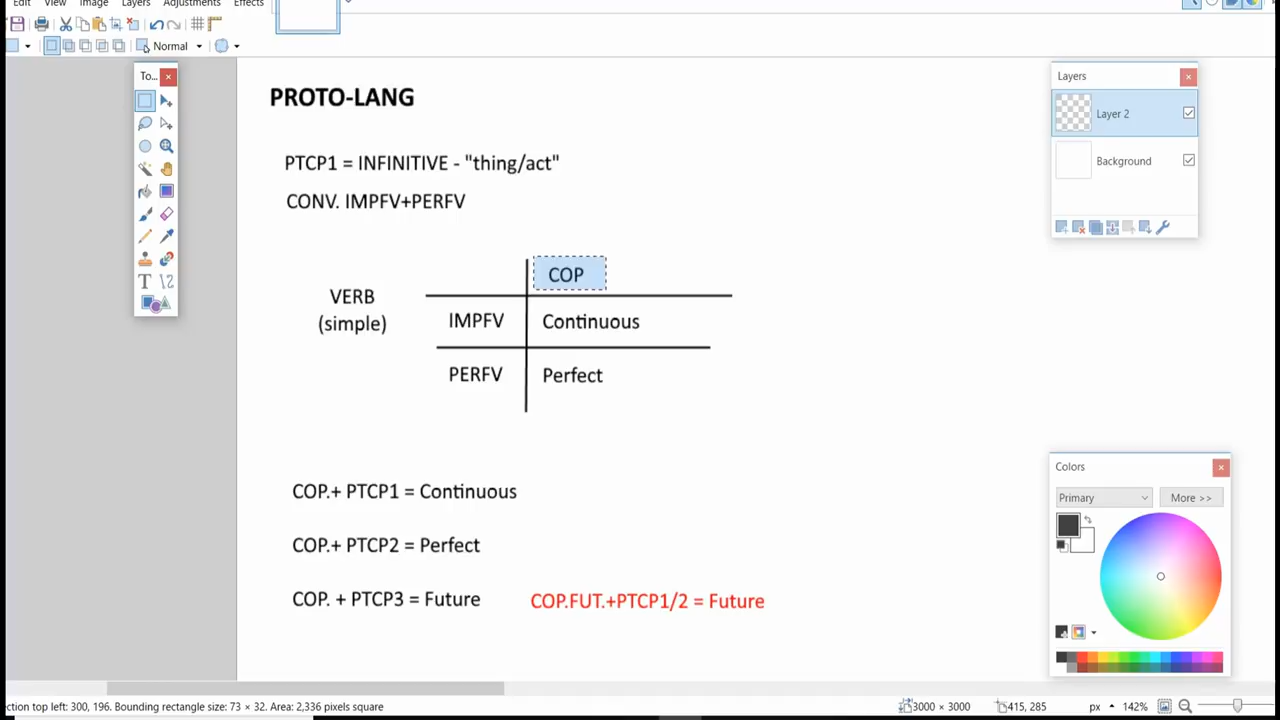 Edit View Image Layers Adjustments Effects
Normal
To...
PROTO-LANG
PTCP1 = INFINITIVE - "thing/act"
CONV. IMPFV+PERFV
COP
VERB
(simple)
IMPFV Continuous
PERFV Perfect
COP.+ PTCP1 = Continuous
COP.+ PTCP2 = Perfect
COP. + PTCP3 = Future COP.FUT.+PTCP1/2 = Future
Layers
Layer 2
Background
Colors
Primary More >>
ection top left: 300, 196. Bounding rectangle size: 73 × 32. Area: 2,336 pixels square 3000 × 3000 415, 285 px 142%